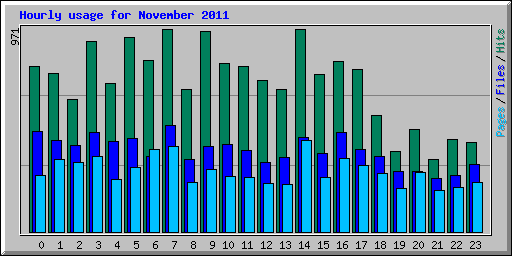 Hourly usage for November 2011
971
Pages / Files / Hits
0 1 2 3 4 5 6 7 8 9 10 11 12 13 14 15 16 17 18 19 20 21 22 23